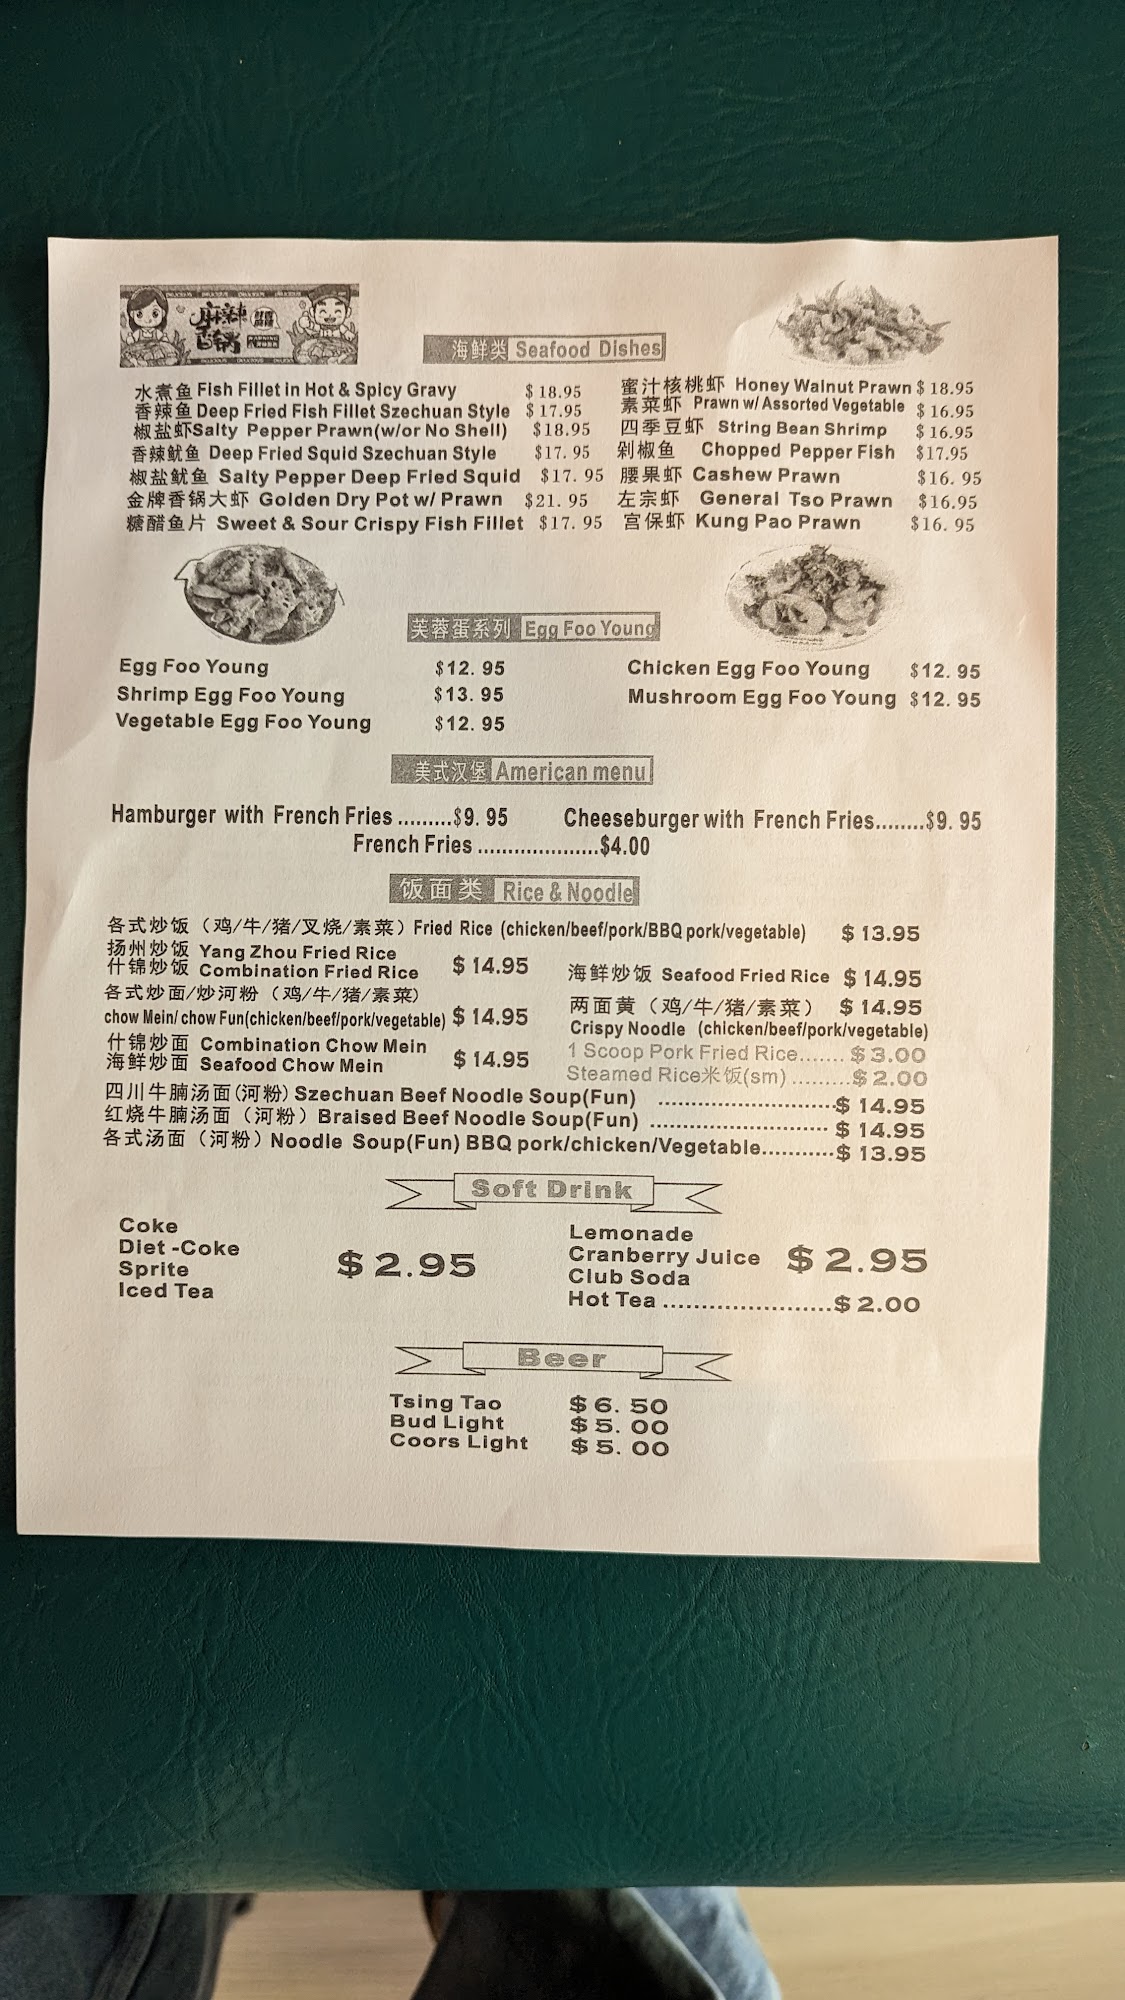 麻辣
香锅
海鲜类 Seafood Dishes
水煮鱼 Fish Fillet in Hot & Spicy Gravy $ 18.95
香辣鱼 Deep Fried Fish Fillet Szechuan Style $ 17.95
椒盐虾 Salty Pepper Prawn(w/or No Shell) $18.95
香辣鱿鱼 Deep Fried Squid Szechuan Style $17. 95
椒盐鱿鱼 Salty Pepper Deep Fried Squid $17. 95
金牌香锅大虾 Golden Dry Pot w/ Prawn $21. 95
糖醋鱼片 Sweet & Sour Crispy Fish Fillet $17. 95
蜜汁核桃虾 Honey Walnut Prawn $ 18.95
素菜虾 Prawn w/ Assorted Vegetable $ 16.95
四季豆虾 String Bean Shrimp $ 16.95
剁椒鱼 Chopped Pepper Fish $17.95
腰果虾 Cashew Prawn $16. 95
左宗虾 General Tso Prawn $16.95
宫保虾 Kung Pao Prawn $16. 95
芙蓉蛋系列 Egg Foo Young
Egg Foo Young $12. 95
Shrimp Egg Foo Young $13. 95
Vegetable Egg Foo Young $12. 95
Chicken Egg Foo Young $12. 95
Mushroom Egg Foo Young $12. 95
美式汉堡 American menu
Hamburger with French Fries .........$9. 95
Cheeseburger with French Fries........$9. 95
French Fries ....................$4.00
饭面类 Rice & Noodle
各式炒饭（鸡/牛/猪/叉烧/素菜）Fried Rice (chicken/beef/pork/BBQ pork/vegetable) $ 13.95
扬州炒饭 Yang Zhou Fried Rice
什锦炒饭 Combination Fried Rice $ 14.95
海鲜炒饭 Seafood Fried Rice $ 14.95
各式炒面/炒河粉（鸡/牛/猪/素菜）
chow Mein/ chow Fun(chicken/beef/pork/vegetable) $ 14.95
两面黄（鸡/牛/猪/素菜） $ 14.95
Crispy Noodle (chicken/beef/pork/vegetable)
什锦炒面 Combination Chow Mein
海鲜炒面 Seafood Chow Mein $ 14.95
1 Scoop Pork Fried Rice....... $ 3.00
Steamed Rice米饭(sm) ..........$ 2.00
四川牛腩汤面(河粉) Szechuan Beef Noodle Soup(Fun) ..............................$ 14.95
红烧牛腩汤面（河粉）Braised Beef Noodle Soup(Fun) .............................. $ 14.95
各式汤面（河粉）Noodle Soup(Fun) BBQ pork/chicken/Vegetable............$ 13.95
Soft Drink
Coke
Diet -Coke
Sprite
Iced Tea
$ 2.95
Lemonade
Cranberry Juice
Club Soda
$ 2.95
Hot Tea .......................$ 2.00
Beer
Tsing Tao $ 6. 50
Bud Light $ 5. 00
Coors Light $ 5. 00